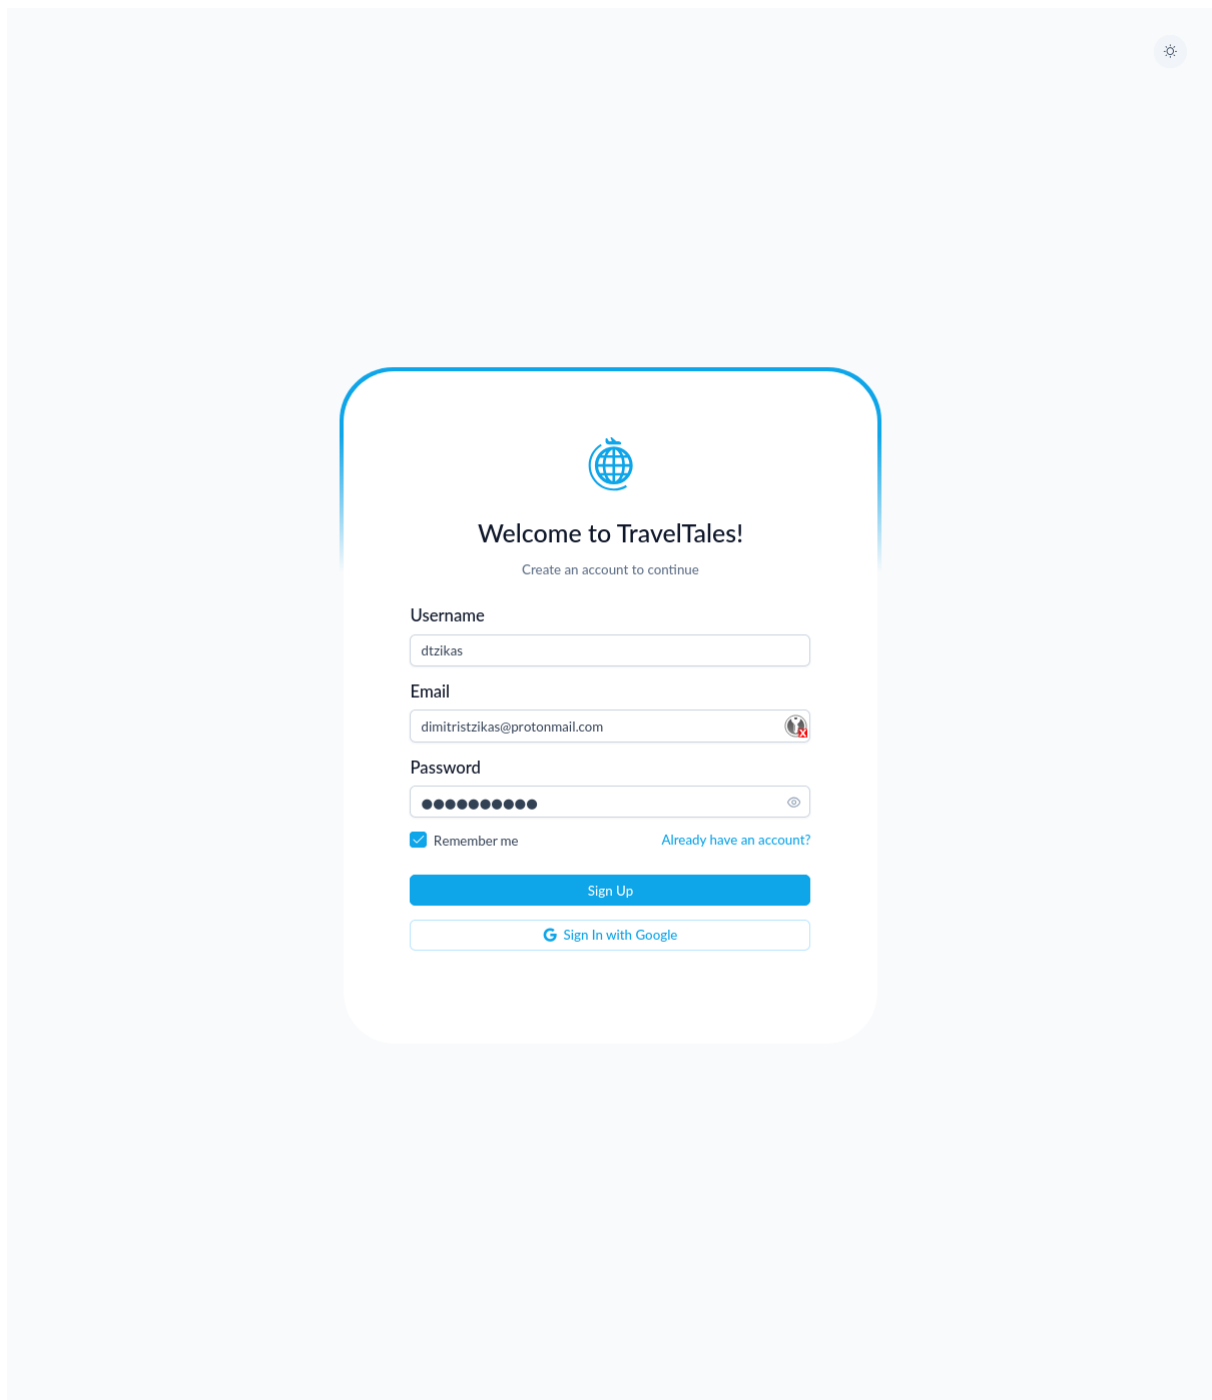 Welcome to TravelTales!
Create an account to continue
Username
dtzikas
Email
dimitristzikas@protonmail.com
Password
●●●●●●●●●●
Remember me
Already have an account?
Sign Up
Sign In with Google